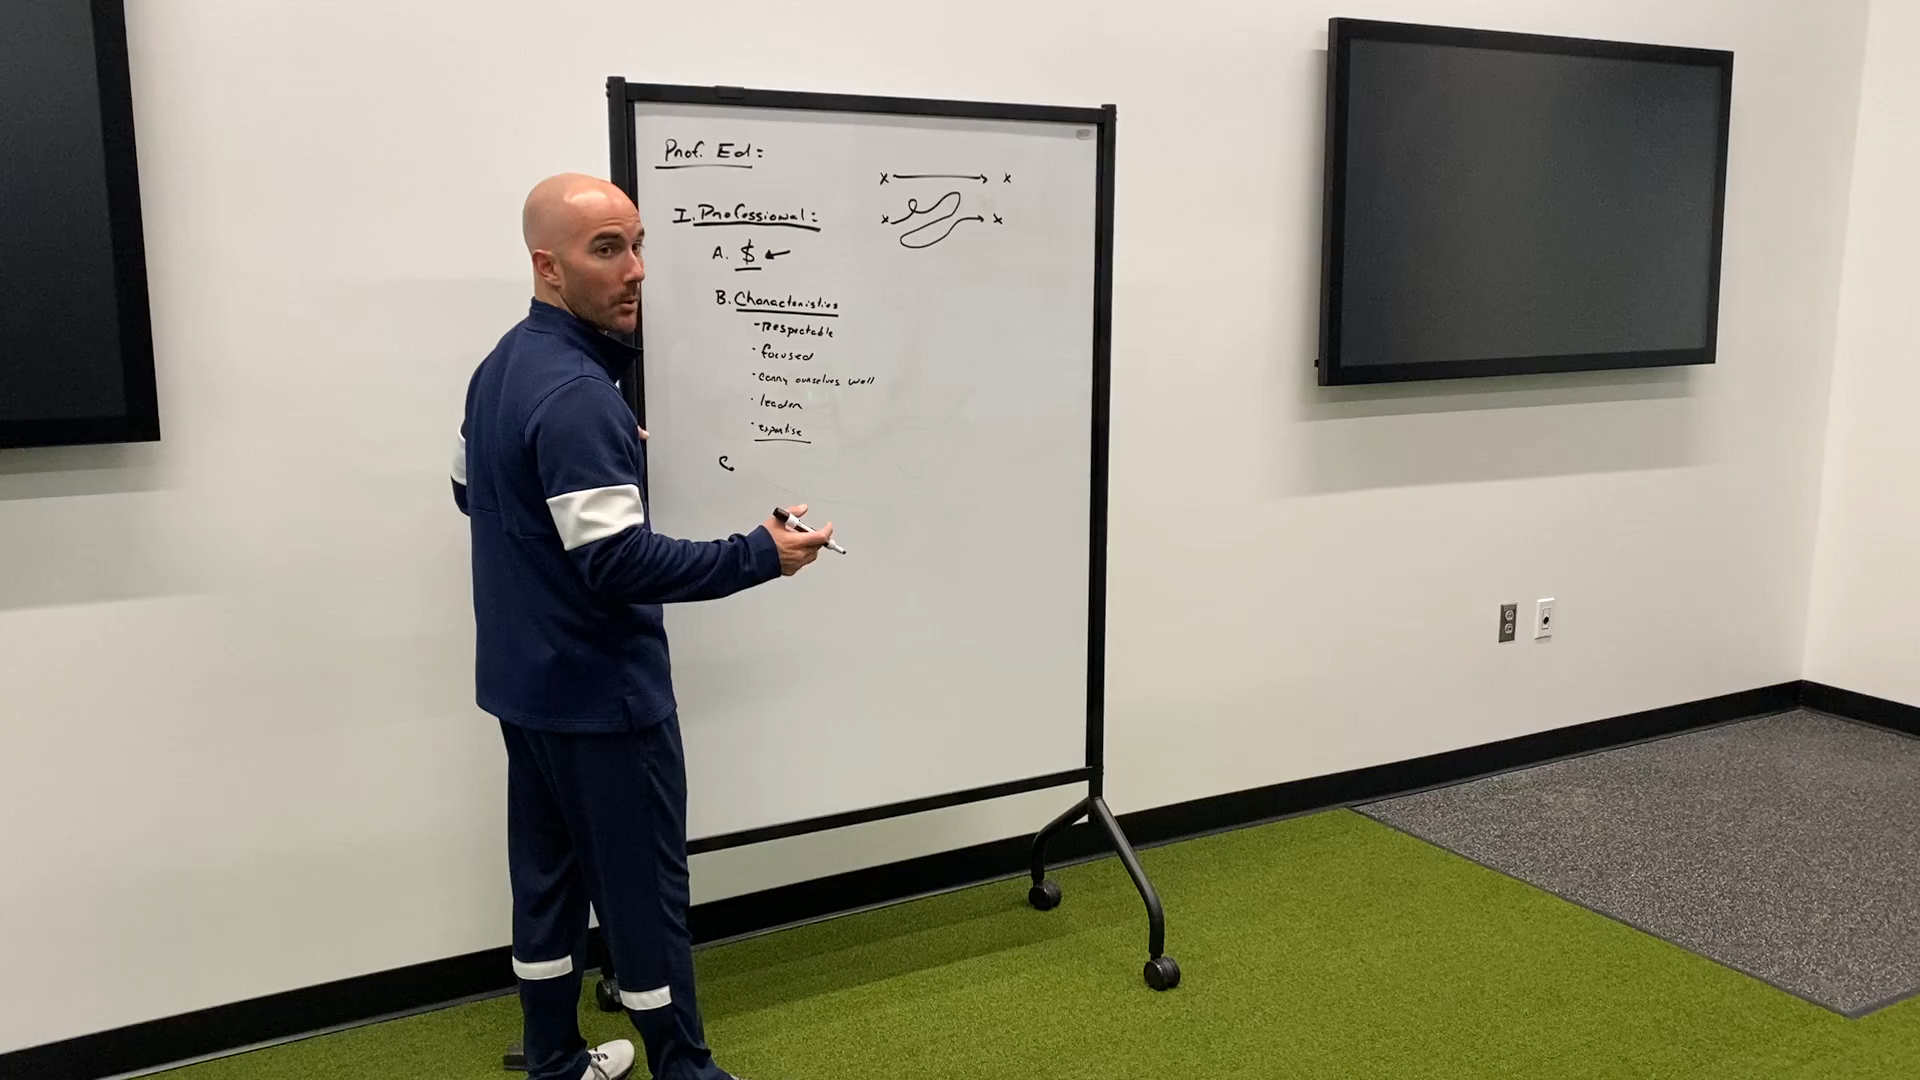 Prof. Ed:
x → x
I. Professional:
x → x
A. $ ←
B. Characteristics
- Respectable
· focused
· carry ourselves well
· leader
· expertise
C